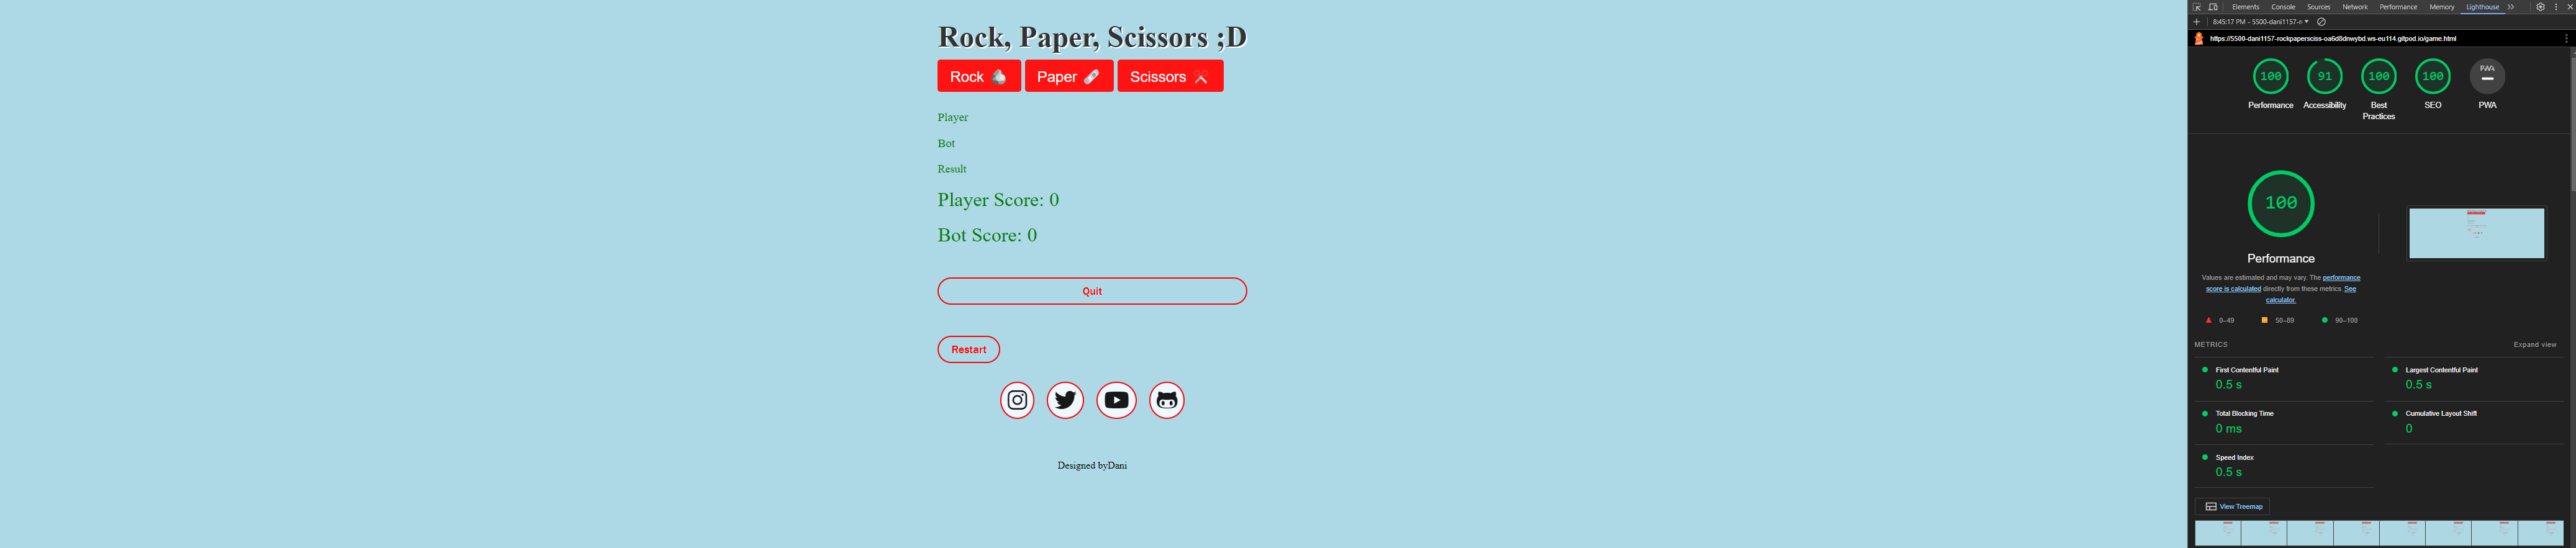 Rock, Paper, Scissors ;D
Rock
Paper
Scissors
Player
Bot
Result
Player Score: 0
Bot Score: 0
Quit
Restart
Designed byDani
Elements Console Sources Network Performance Memory Lighthouse
8:45:17 PM - 5500-dani1157-r
https://5500-dani1157-rockpapersciss-oa6d8dnwybd.ws-eu114.gitpod.io/game.html
100 91 100 100 PWA
Performance Accessibility Best Practices SEO PWA
100
Performance
Values are estimated and may vary. The performance
score is calculated directly from these metrics. See
calculator.
0–49 50–89 90–100
METRICS Expand view
First Contentful Paint
0.5 s
Largest Contentful Paint
0.5 s
Total Blocking Time
0 ms
Cumulative Layout Shift
0
Speed Index
0.5 s
View Treemap